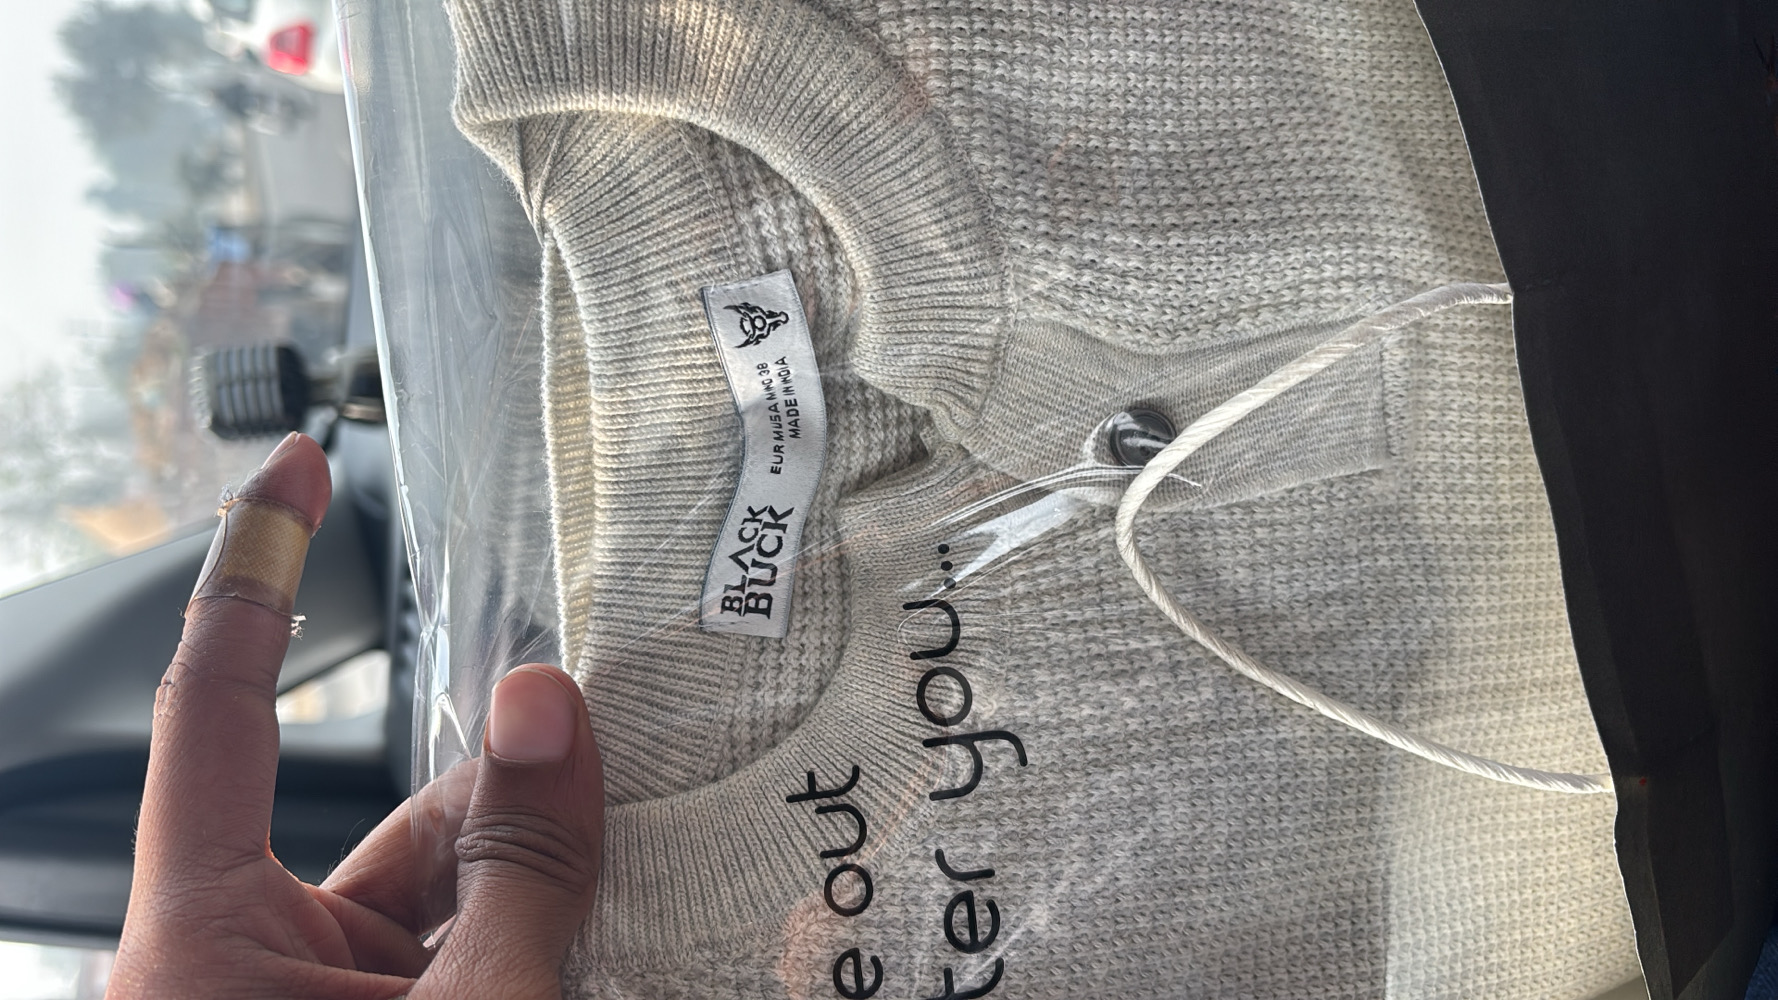 BLACK
BUCK
EUR M USA M IND 38
MADE IN INDIA
e out
ter you...